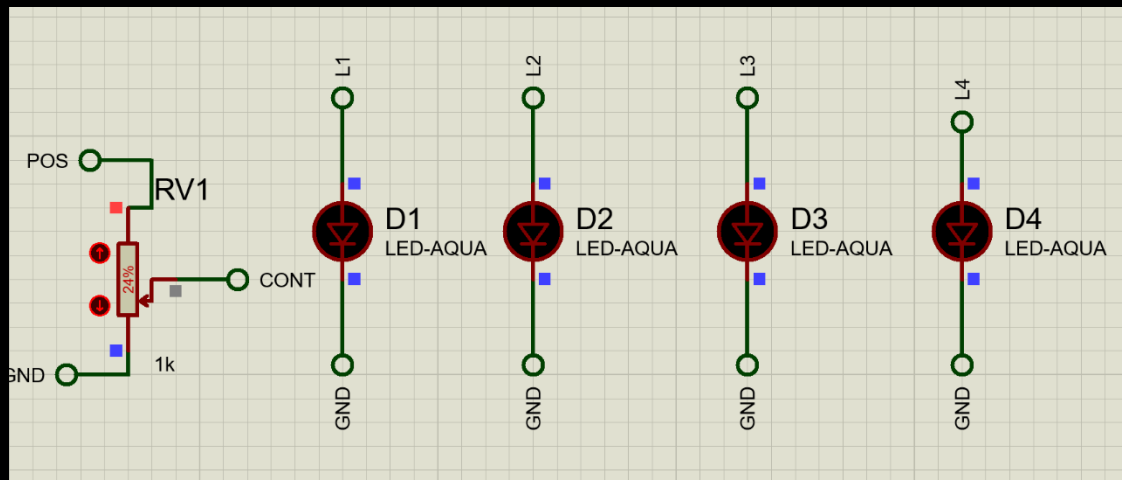 POS
RV1
24%
CONT
1k
GND
L1
D1
LED-AQUA
GND
L2
D2
LED-AQUA
GND
L3
D3
LED-AQUA
GND
L4
D4
LED-AQUA
GND